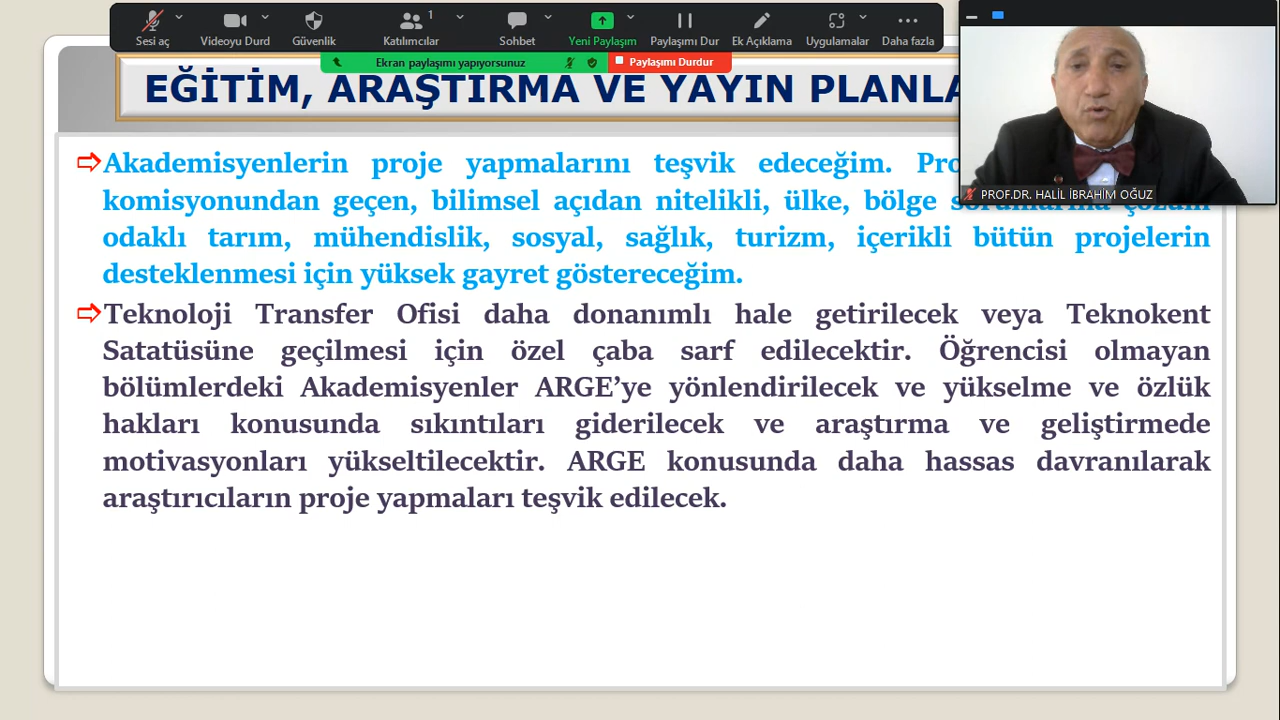 Sesi aç
Videoyu Durd
Güvenlik
1
Katılımcılar
Sohbet
Yeni Paylaşım
Paylaşımı Dur
Ek Açıklama
Uygulamalar
Daha fazla
Ekran paylaşımı yapıyorsunuz
Paylaşımı Durdur
EĞİTİM, ARAŞTIRMA VE YAYIN
PROF.DR. HALİL İBRAHİM OĞUZ
Akademisyenlerin proje yapmalarını teşvik edeceğim.
komisyonundan geçen, bilimsel açıdan nitelikli, ülke, bölge
odaklı tarım, mühendislik, sosyal, sağlık, turizm, içerikli bütün projelerin
desteklenmesi için yüksek gayret göstereceğim.
Teknoloji Transfer Ofisi daha donanımlı hale getirilecek veya Teknokent
Satatüsüne geçilmesi için özel çaba sarf edilecektir. Öğrencisi olmayan
bölümlerdeki Akademisyenler ARGE’ye yönlendirilecek ve yükselme ve özlük
hakları konusunda sıkıntıları giderilecek ve araştırma ve geliştirmede
motivasyonları yükseltilecektir. ARGE konusunda daha hassas davranılarak
araştırıcıların proje yapmaları teşvik edilecek.